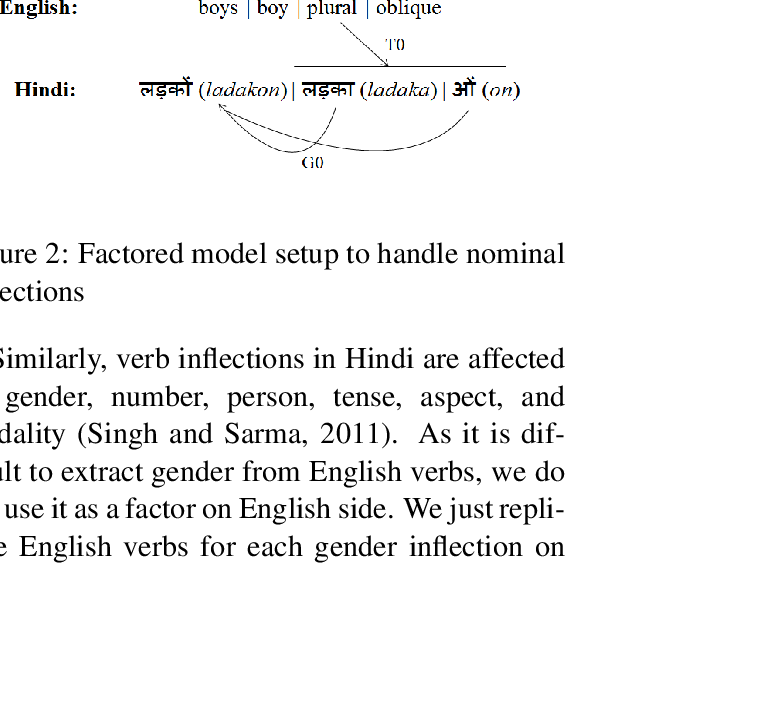 English: boys | boy | plural | oblique
T0
Hindi: लड़कों (ladakon) | लड़का (ladaka) | ओं (on)
G0
ure 2: Factored model setup to handle nominal
ections
Similarly, verb inflections in Hindi are affected
gender, number, person, tense, aspect, and
dality (Singh and Sarma, 2011). As it is dif-
ult to extract gender from English verbs, we do
use it as a factor on English side. We just repli-
e English verbs for each gender inflection on